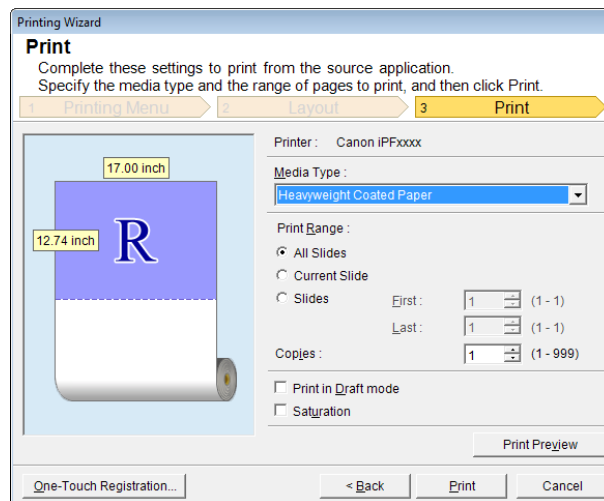 Printing Wizard
Print
Complete these settings to print from the source application.
Specify the media type and the range of pages to print, and then click Print.
1 Printing Menu 2 Layout 3 Print
Printer : Canon iPFxxxx
17.00 inch
Media Type :
Heavyweight Coated Paper
12.74 inch
R
Print Range :
All Slides
Current Slide
Slides First : 1 (1 - 1)
Last : 1 (1 - 1)
Copies : 1 (1 - 999)
Print in Draft mode
Saturation
Print Preview
One-Touch Registration... < Back Print Cancel